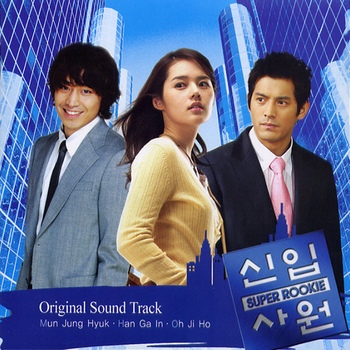 신입
SUPER ROOKIE
사원
Original Sound Track
Mun Jung Hyuk · Han Ga In · Oh Ji Ho